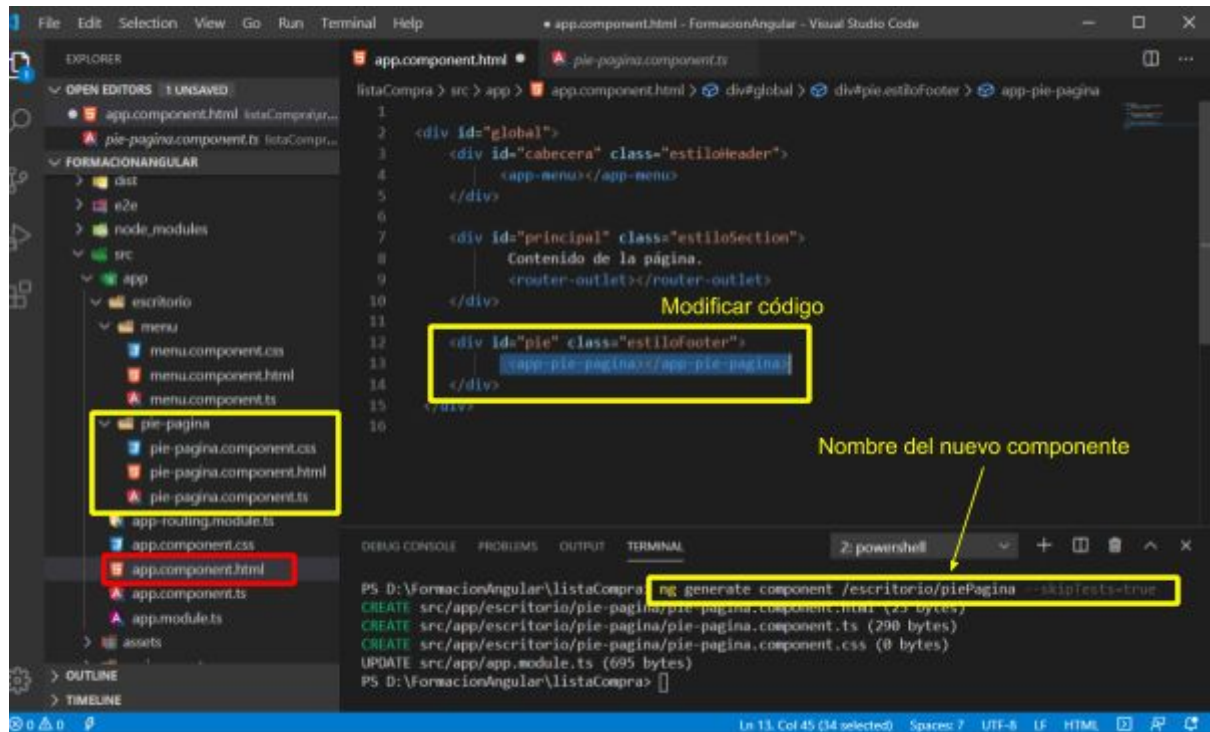 File Edit Selection View Go Run Terminal Help
● app.component.html - FormacionAngular - Visual Studio Code
EXPLORER
OPEN EDITORS 1 UNSAVED
● app.component.html listaCompra\sr...
pie-pagina.component.ts listaCompr...
FORMACIONANGULAR
> dist
> e2e
> node_modules
src
app
escritorio
menu
menu.component.css
menu.component.html
menu.component.ts
pie-pagina
pie-pagina.component.css
pie-pagina.component.html
pie-pagina.component.ts
app-routing.module.ts
app.component.css
app.component.html
app.component.ts
app.module.ts
> assets
> OUTLINE
> TIMELINE
app.component.html ●
pie-pagina.component.ts
listaCompra > src > app > app.component.html > div#global > div#pie.estiloFooter > app-pie-pagina
1
2 <div id="global">
3 <div id="cabecera" class="estiloHeader">
4 <app-menu></app-menu>
5 </div>
6
7 <div id="principal" class="estiloSection">
8 Contenido de la página.
9 <router-outlet></router-outlet>
10 </div>
Modificar código
11
12 <div id="pie" class="estiloFooter">
13 <app-pie-pagina></app-pie-pagina>
14 </div>
15 </div>
16
Nombre del nuevo componente
DEBUG CONSOLE PROBLEMS OUTPUT TERMINAL
2: powershell
PS D:\FormacionAngular\listaCompra> ng generate component /escritorio/piePagina --skipTests=true
CREATE src/app/escritorio/pie-pagina/pie-pagina.component.html (25 bytes)
CREATE src/app/escritorio/pie-pagina/pie-pagina.component.ts (290 bytes)
CREATE src/app/escritorio/pie-pagina/pie-pagina.component.css (0 bytes)
UPDATE src/app/app.module.ts (695 bytes)
PS D:\FormacionAngular\listaCompra>
0 0
Ln 13, Col 45 (34 selected) Spaces: 7 UTF-8 LF HTML